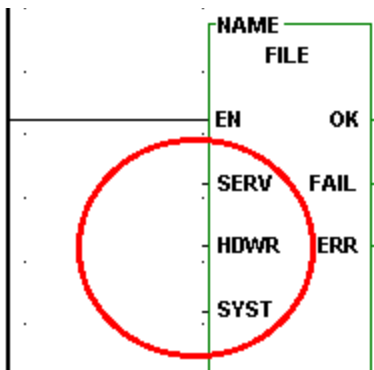 NAME
FILE
EN OK
SERV FAIL
HDWR ERR
SYST